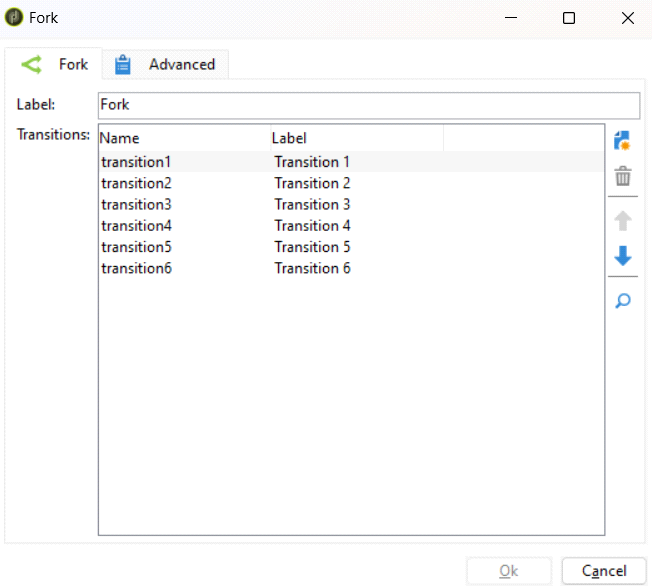 Fork
Fork Advanced
Label: Fork
Transitions: Name Label
transition1 Transition 1
transition2 Transition 2
transition3 Transition 3
transition4 Transition 4
transition5 Transition 5
transition6 Transition 6
Ok Cancel